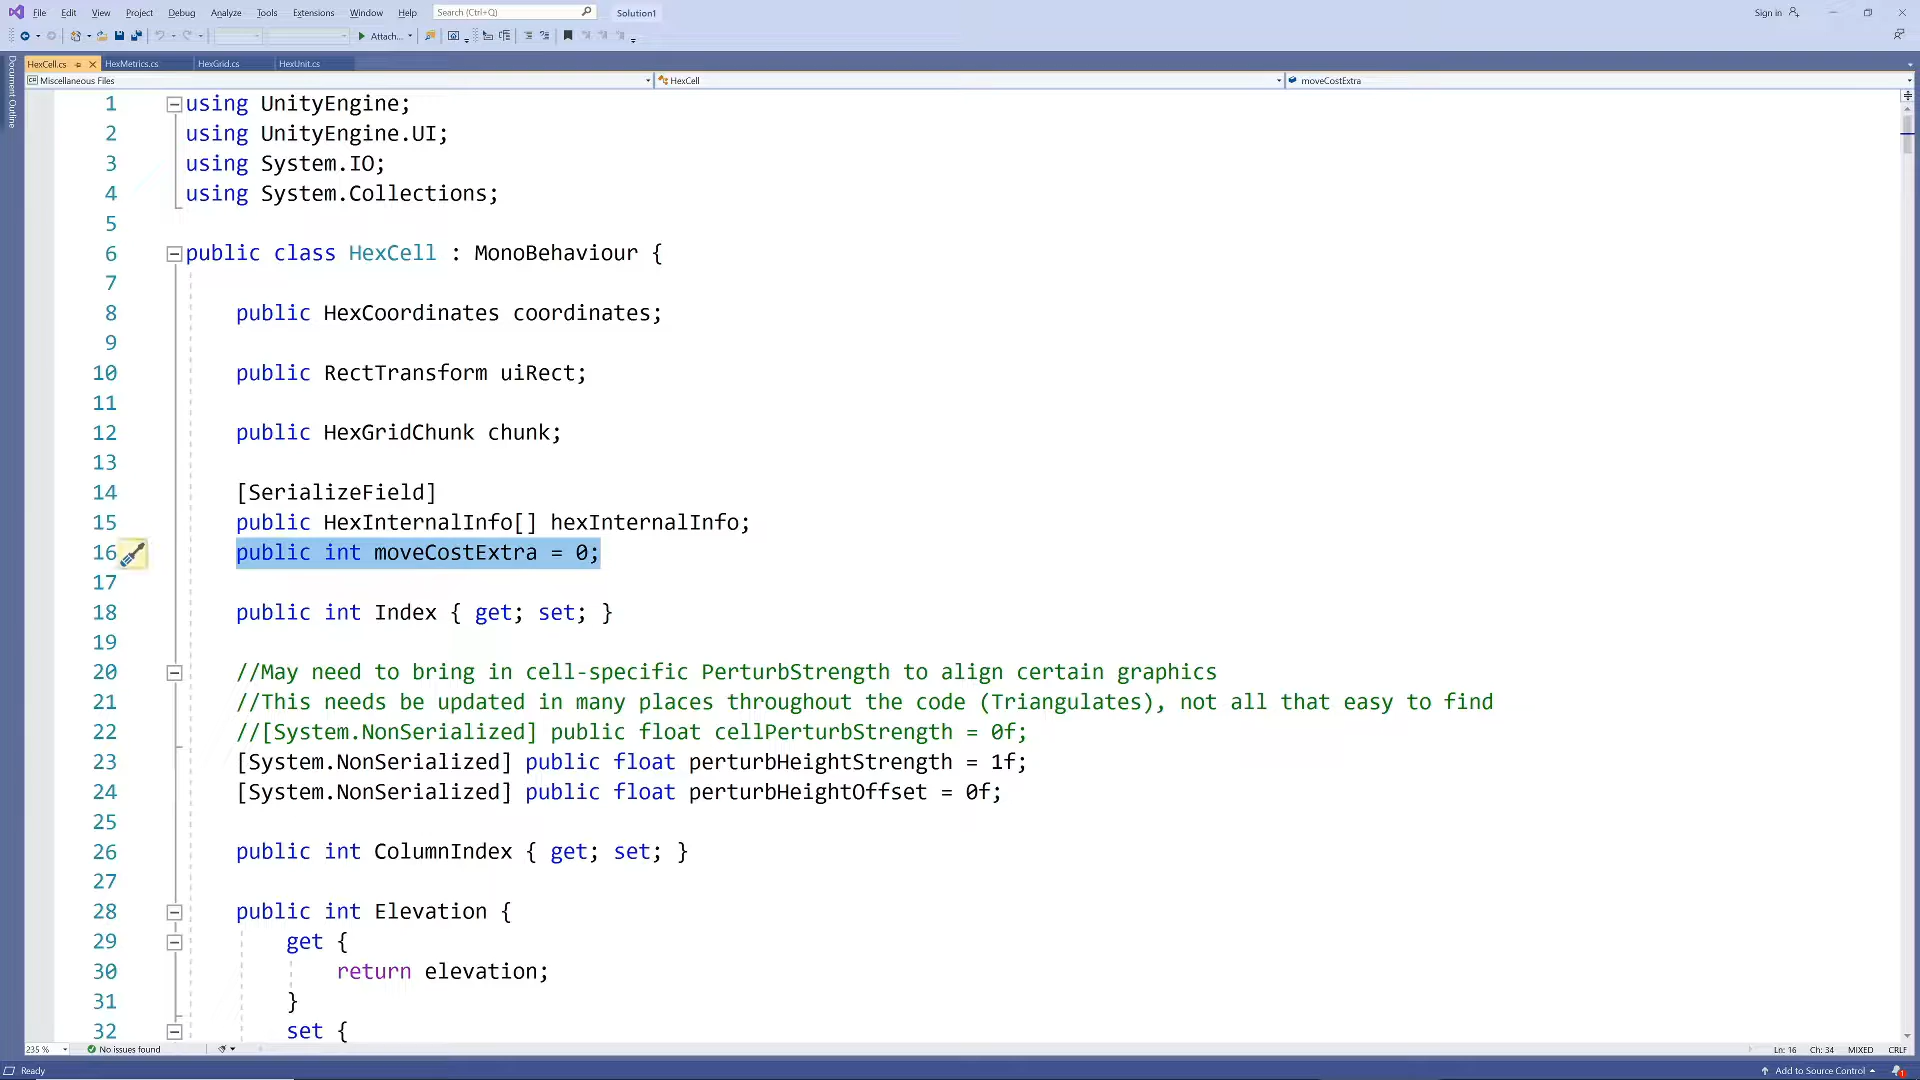 File Edit View Project Debug Analyze Tools Extensions Window Help Search (Ctrl+Q) Solution1 Sign in
Attach...
HexCell.cs HexMetrics.cs HexGrid.cs HexUnit.cs
Document Outline
Miscellaneous Files HexCell moveCostExtra
1 using UnityEngine;
2 using UnityEngine.UI;
3 using System.IO;
4 using System.Collections;
5
6 public class HexCell : MonoBehaviour {
7
8 public HexCoordinates coordinates;
9
10 public RectTransform uiRect;
11
12 public HexGridChunk chunk;
13
14 [SerializeField]
15 public HexInternalInfo[] hexInternalInfo;
16 public int moveCostExtra = 0;
17
18 public int Index { get; set; }
19
20 //May need to bring in cell-specific PerturbStrength to align certain graphics
21 //This needs be updated in many places throughout the code (Triangulates), not all that easy to find
22 //[System.NonSerialized] public float cellPerturbStrength = 0f;
23 [System.NonSerialized] public float perturbHeightStrength = 1f;
24 [System.NonSerialized] public float perturbHeightOffset = 0f;
25
26 public int ColumnIndex { get; set; }
27
28 public int Elevation {
29 get {
30 return elevation;
31 }
32 set {
235 % No issues found Ln: 16 Ch: 34 MIXED CRLF
Ready Add to Source Control 1